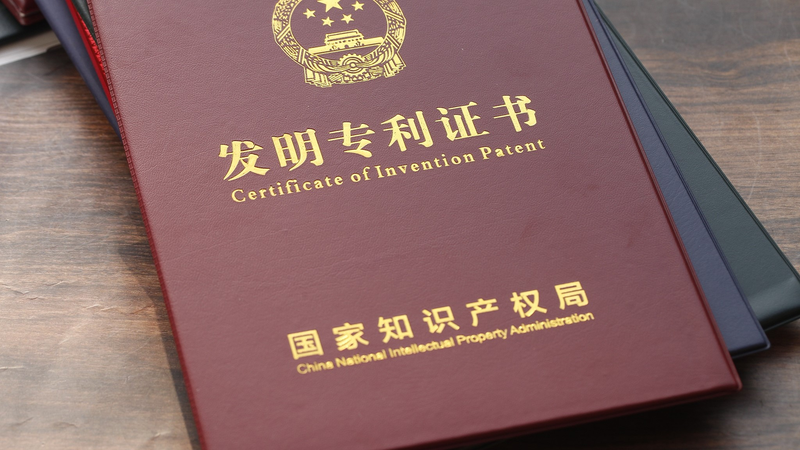 发明专利证书
Certificate of Invention Patent
国家知识产权局
China National Intellectual Property Administration